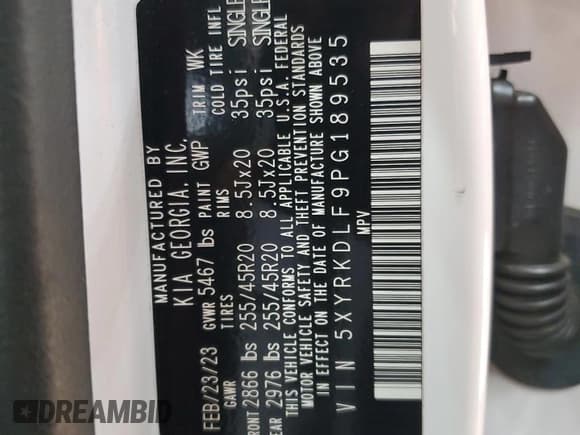 MANUFACTURED BY
KIA GEORGIA, INC.
FEB/23/23 GVWR 5467 lbs PAINT GWP TRIM WK
GAWR TIRES RIMS COLD TIRE INFL
FRONT 2866 lbs 255/45R20 8.5Jx20 35psi SINGLE
REAR 2976 lbs 255/45R20 8.5Jx20 35psi SINGLE
THIS VEHICLE CONFORMS TO ALL APPLICABLE U.S.A. FEDERAL
MOTOR VEHICLE SAFETY AND THEFT PREVENTION STANDARDS
IN EFFECT ON THE DATE OF MANUFACTURE SHOWN ABOVE
VIN 5XYRKDLF9PG189535
MPV
DREAMBID